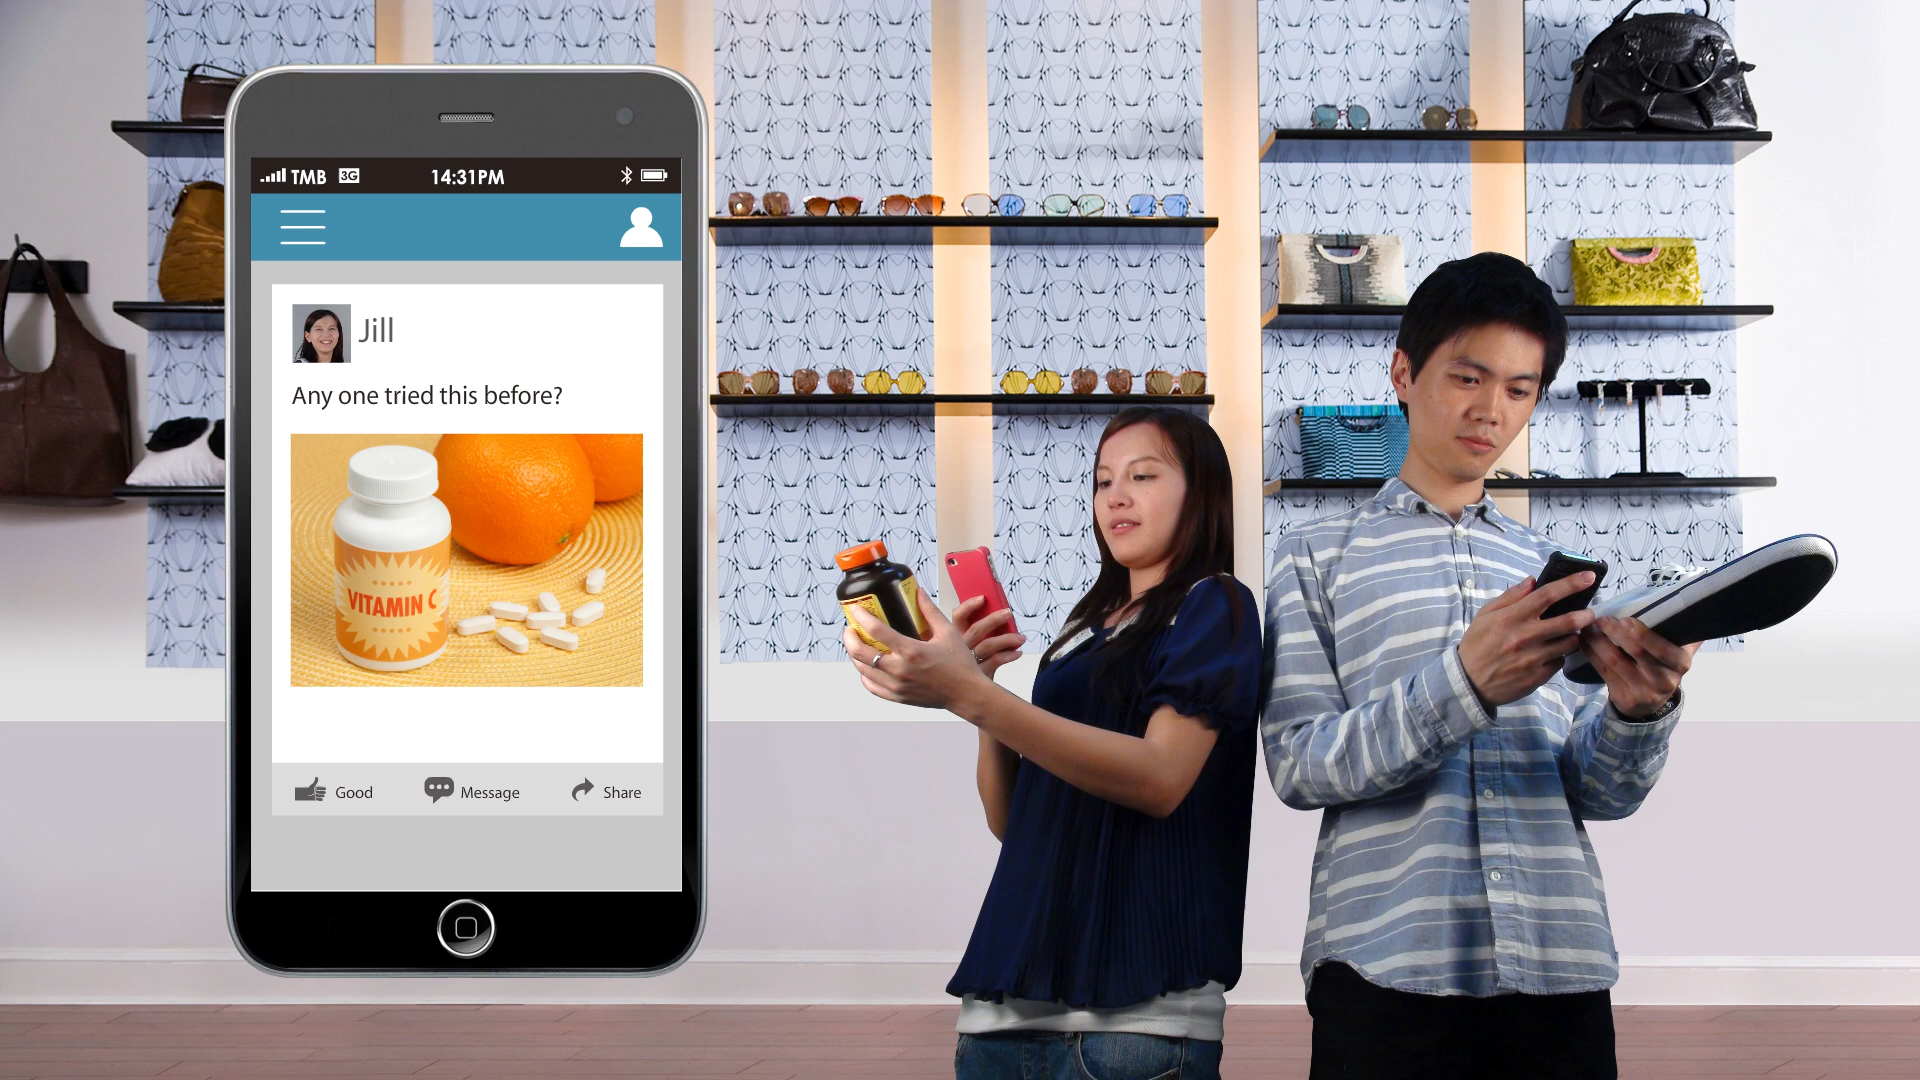 TMB 3G 14:31PM
Jill
Any one tried this before?
VITAMIN C
Good Message Share